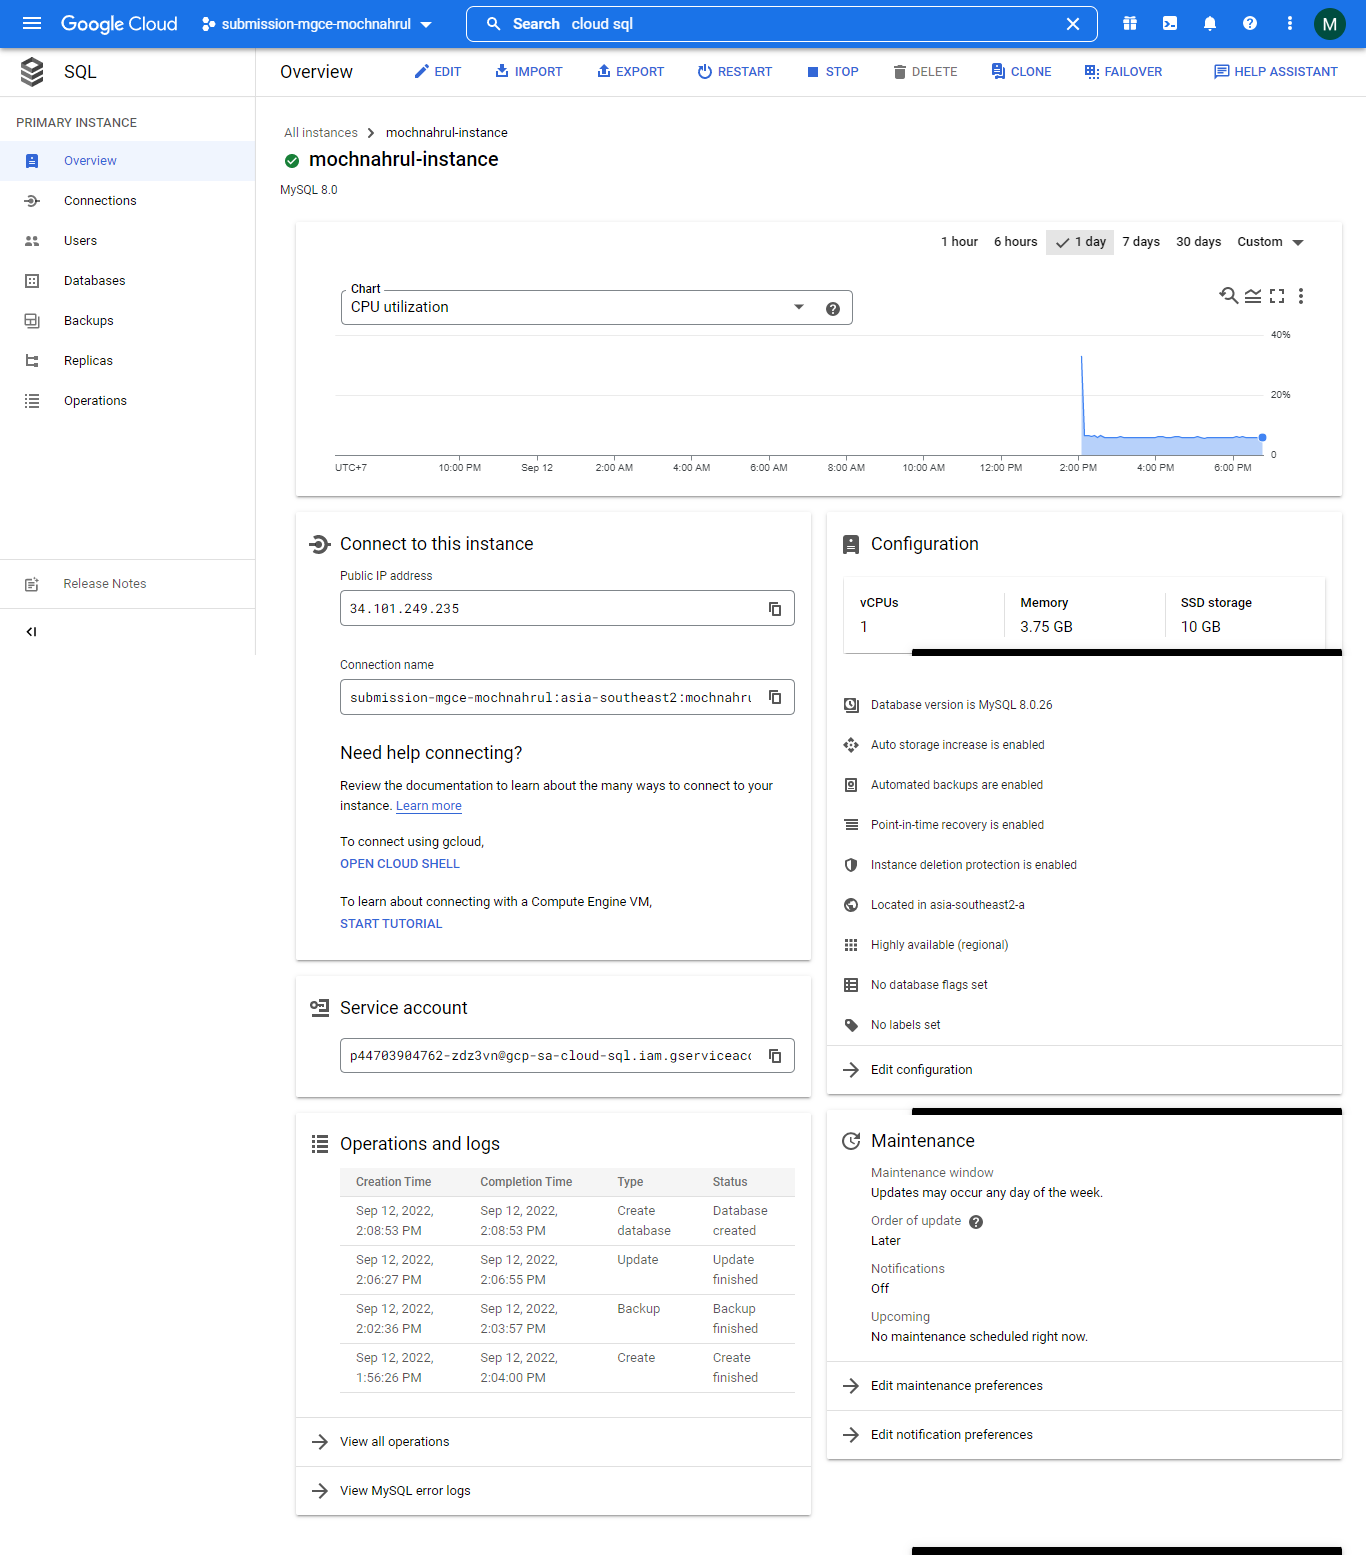 Google Cloud submission-mgce-mochnahrul Search cloud sql M
SQL
Overview EDIT IMPORT EXPORT RESTART STOP DELETE CLONE FAILOVER HELP ASSISTANT
PRIMARY INSTANCE
Overview
Connections
Users
Databases
Backups
Replicas
Operations
Release Notes
All instances mochnahrul-instance
mochnahrul-instance
MySQL 8.0
1 hour 6 hours 1 day 7 days 30 days Custom
Chart
CPU utilization
40%
20%
0
UTC+7 10:00 PM Sep 12 2:00 AM 4:00 AM 6:00 AM 8:00 AM 10:00 AM 12:00 PM 2:00 PM 4:00 PM 6:00 PM
Connect to this instance
Public IP address
34.101.249.235
Connection name
submission-mgce-mochnahrul:asia-southeast2:mochnahru
Need help connecting?
Review the documentation to learn about the many ways to connect to your
instance. Learn more
To connect using gcloud,
OPEN CLOUD SHELL
To learn about connecting with a Compute Engine VM,
START TUTORIAL
Service account
p44703904762-zdz3vn@gcp-sa-cloud-sql.iam.gserviceacc
Operations and logs
Creation Time Completion Time Type Status
Sep 12, 2022, Sep 12, 2022, Create Database
2:08:53 PM 2:08:53 PM database created
Sep 12, 2022, Sep 12, 2022, Update Update
2:06:27 PM 2:06:55 PM finished
Sep 12, 2022, Sep 12, 2022, Backup Backup
2:02:36 PM 2:03:57 PM finished
Sep 12, 2022, Sep 12, 2022, Create Create
1:56:26 PM 2:04:00 PM finished
View all operations
View MySQL error logs
Configuration
vCPUs Memory SSD storage
1 3.75 GB 10 GB
Database version is MySQL 8.0.26
Auto storage increase is enabled
Automated backups are enabled
Point-in-time recovery is enabled
Instance deletion protection is enabled
Located in asia-southeast2-a
Highly available (regional)
No database flags set
No labels set
Edit configuration
Maintenance
Maintenance window
Updates may occur any day of the week.
Order of update
Later
Notifications
Off
Upcoming
No maintenance scheduled right now.
Edit maintenance preferences
Edit notification preferences